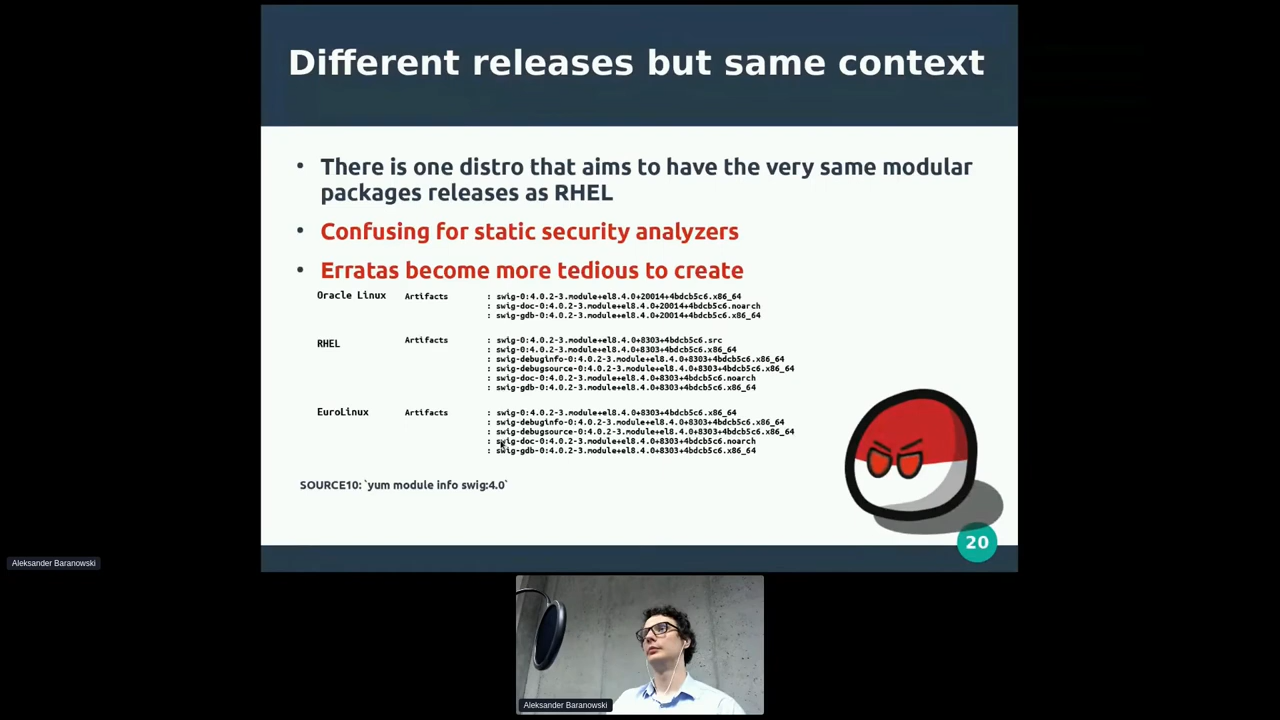 Different releases but same context
• There is one distro that aims to have the very same modular
packages releases as RHEL
• Confusing for static security analyzers
• Erratas become more tedious to create
Oracle Linux Artifacts : swig-0:4.0.2-3.module+el8.4.0+20014+4bdcb5c6.x86_64
: swig-doc-0:4.0.2-3.module+el8.4.0+20014+4bdcb5c6.noarch
: swig-gdb-0:4.0.2-3.module+el8.4.0+20014+4bdcb5c6.x86_64
RHEL Artifacts : swig-0:4.0.2-3.module+el8.4.0+8303+4bdcb5c6.src
: swig-0:4.0.2-3.module+el8.4.0+8303+4bdcb5c6.x86_64
: swig-debuginfo-0:4.0.2-3.module+el8.4.0+8303+4bdcb5c6.x86_64
: swig-debugsource-0:4.0.2-3.module+el8.4.0+8303+4bdcb5c6.x86_64
: swig-doc-0:4.0.2-3.module+el8.4.0+8303+4bdcb5c6.noarch
: swig-gdb-0:4.0.2-3.module+el8.4.0+8303+4bdcb5c6.x86_64
EuroLinux Artifacts : swig-0:4.0.2-3.module+el8.4.0+8303+4bdcb5c6.x86_64
: swig-debuginfo-0:4.0.2-3.module+el8.4.0+8303+4bdcb5c6.x86_64
: swig-debugsource-0:4.0.2-3.module+el8.4.0+8303+4bdcb5c6.x86_64
: swig-doc-0:4.0.2-3.module+el8.4.0+8303+4bdcb5c6.noarch
: swig-gdb-0:4.0.2-3.module+el8.4.0+8303+4bdcb5c6.x86_64
SOURCE10: `yum module info swig:4.0`
20
Aleksander Baranowski
Aleksander Baranowski